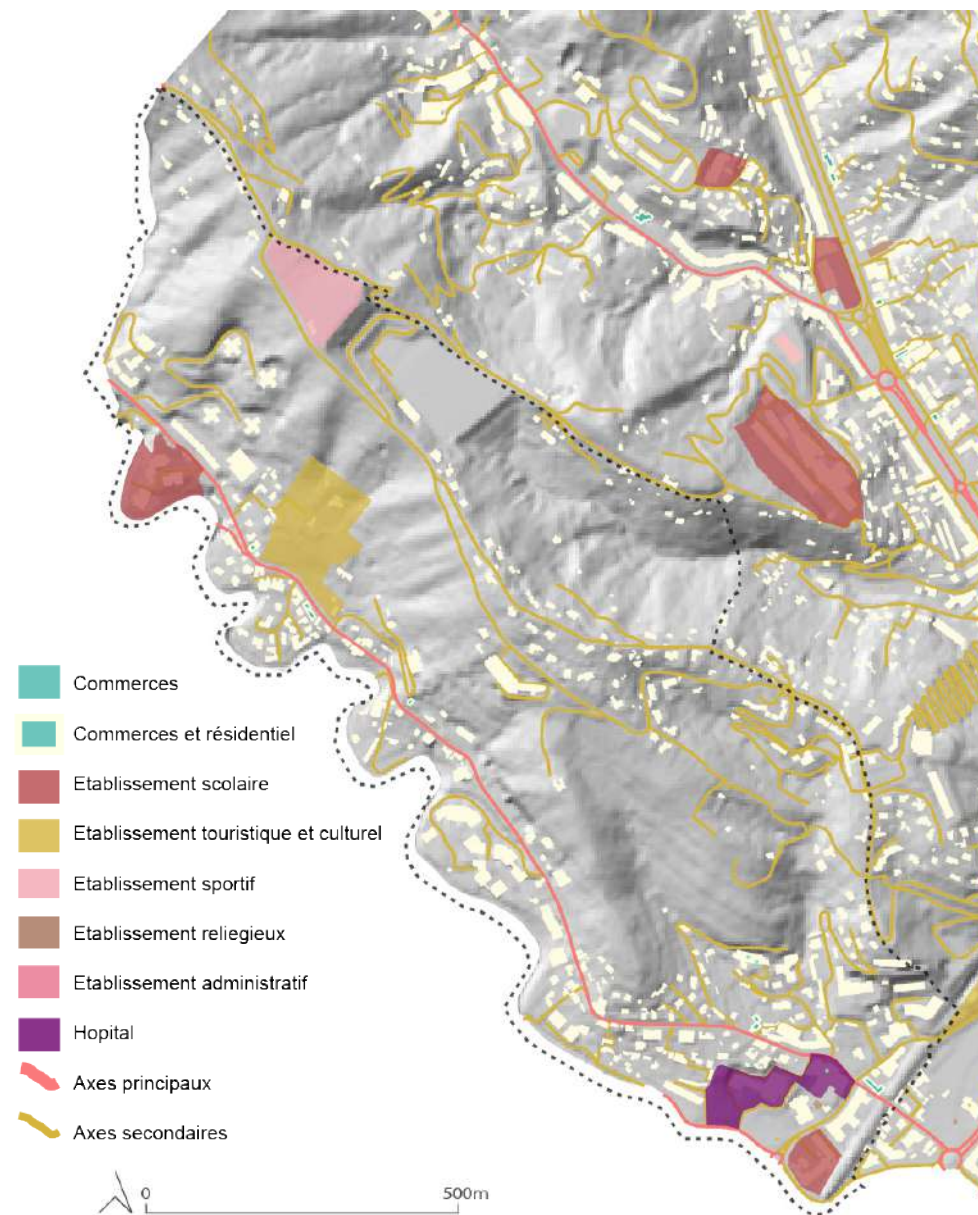 Commerces
Commerces et résidentiel
Etablissement scolaire
Etablissement touristique et culturel
Etablissement sportif
Etablissement reliegieux
Etablissement administratif
Hopital
Axes principaux
Axes secondaires
0 500m